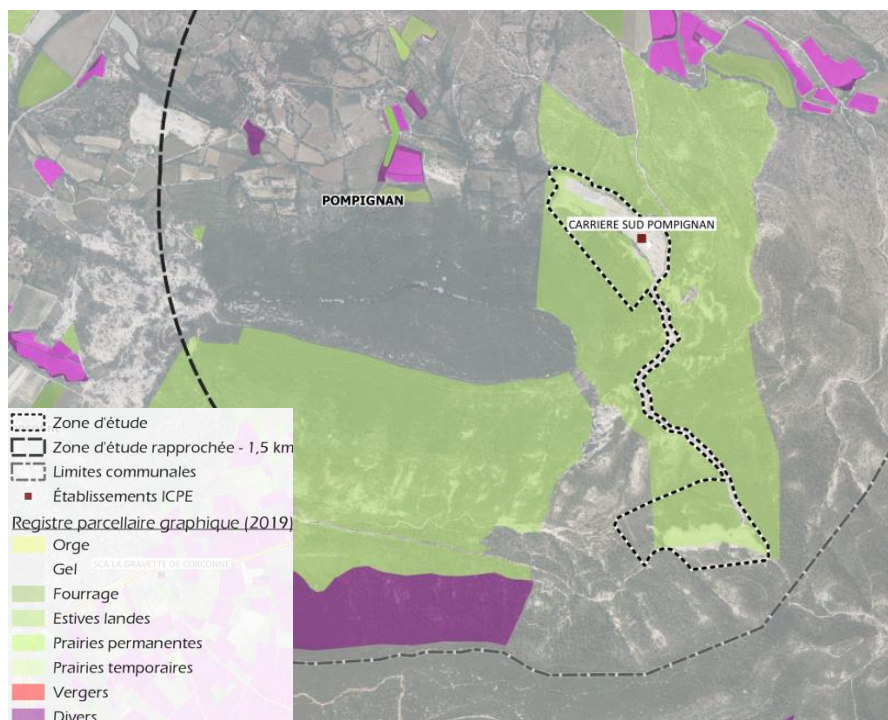 POMPIGNAN
CARRIERE SUD POMPIGNAN
Zone d'étude
Zone d'étude rapprochée - 1,5 km
Limites communales
Établissements ICPE
Registre parcellaire graphique (2019)
Orge
SCA LA GRAVETTE DE CORCONNE
Gel
Fourrage
Estives landes
Prairies permanentes
Prairies temporaires
Vergers
Divers